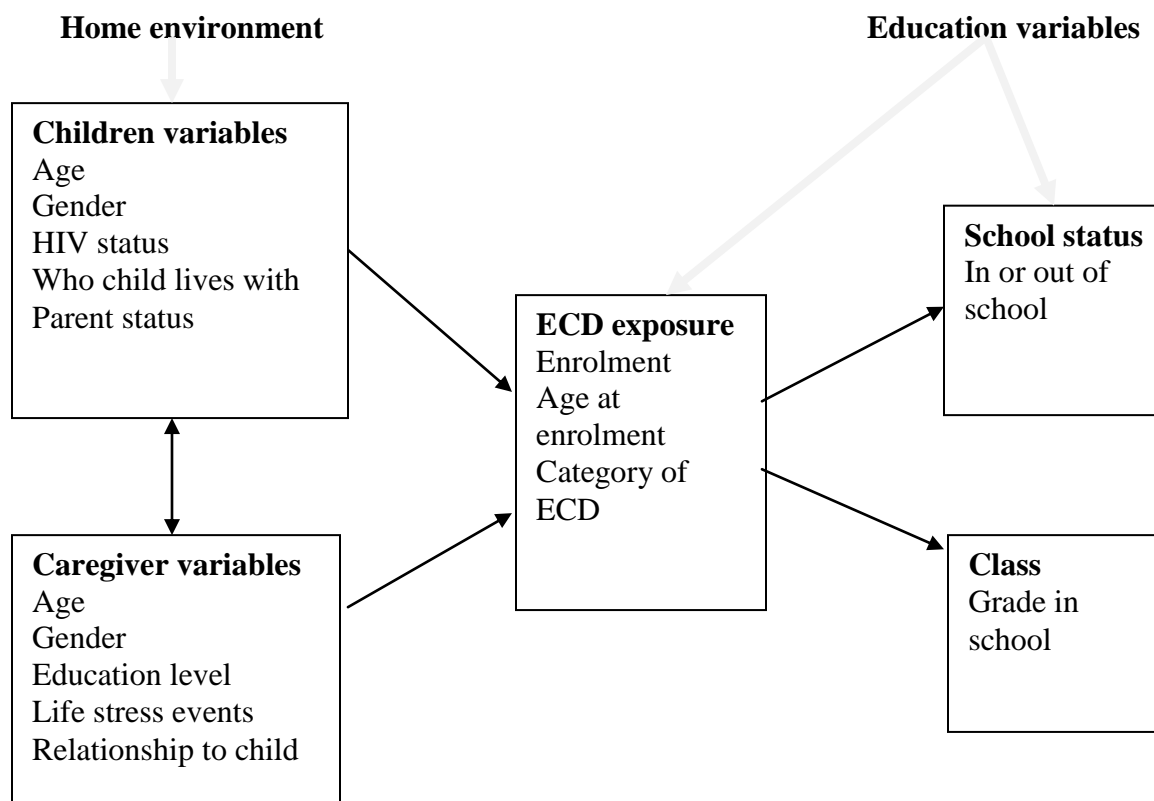 Home environment
Education variables
Children variables
Age
Gender
HIV status
Who child lives with
Parent status
Caregiver variables
Age
Gender
Education level
Life stress events
Relationship to child
ECD exposure
Enrolment
Age at
enrolment
Category of
ECD
School status
In or out of
school
Class
Grade in
school